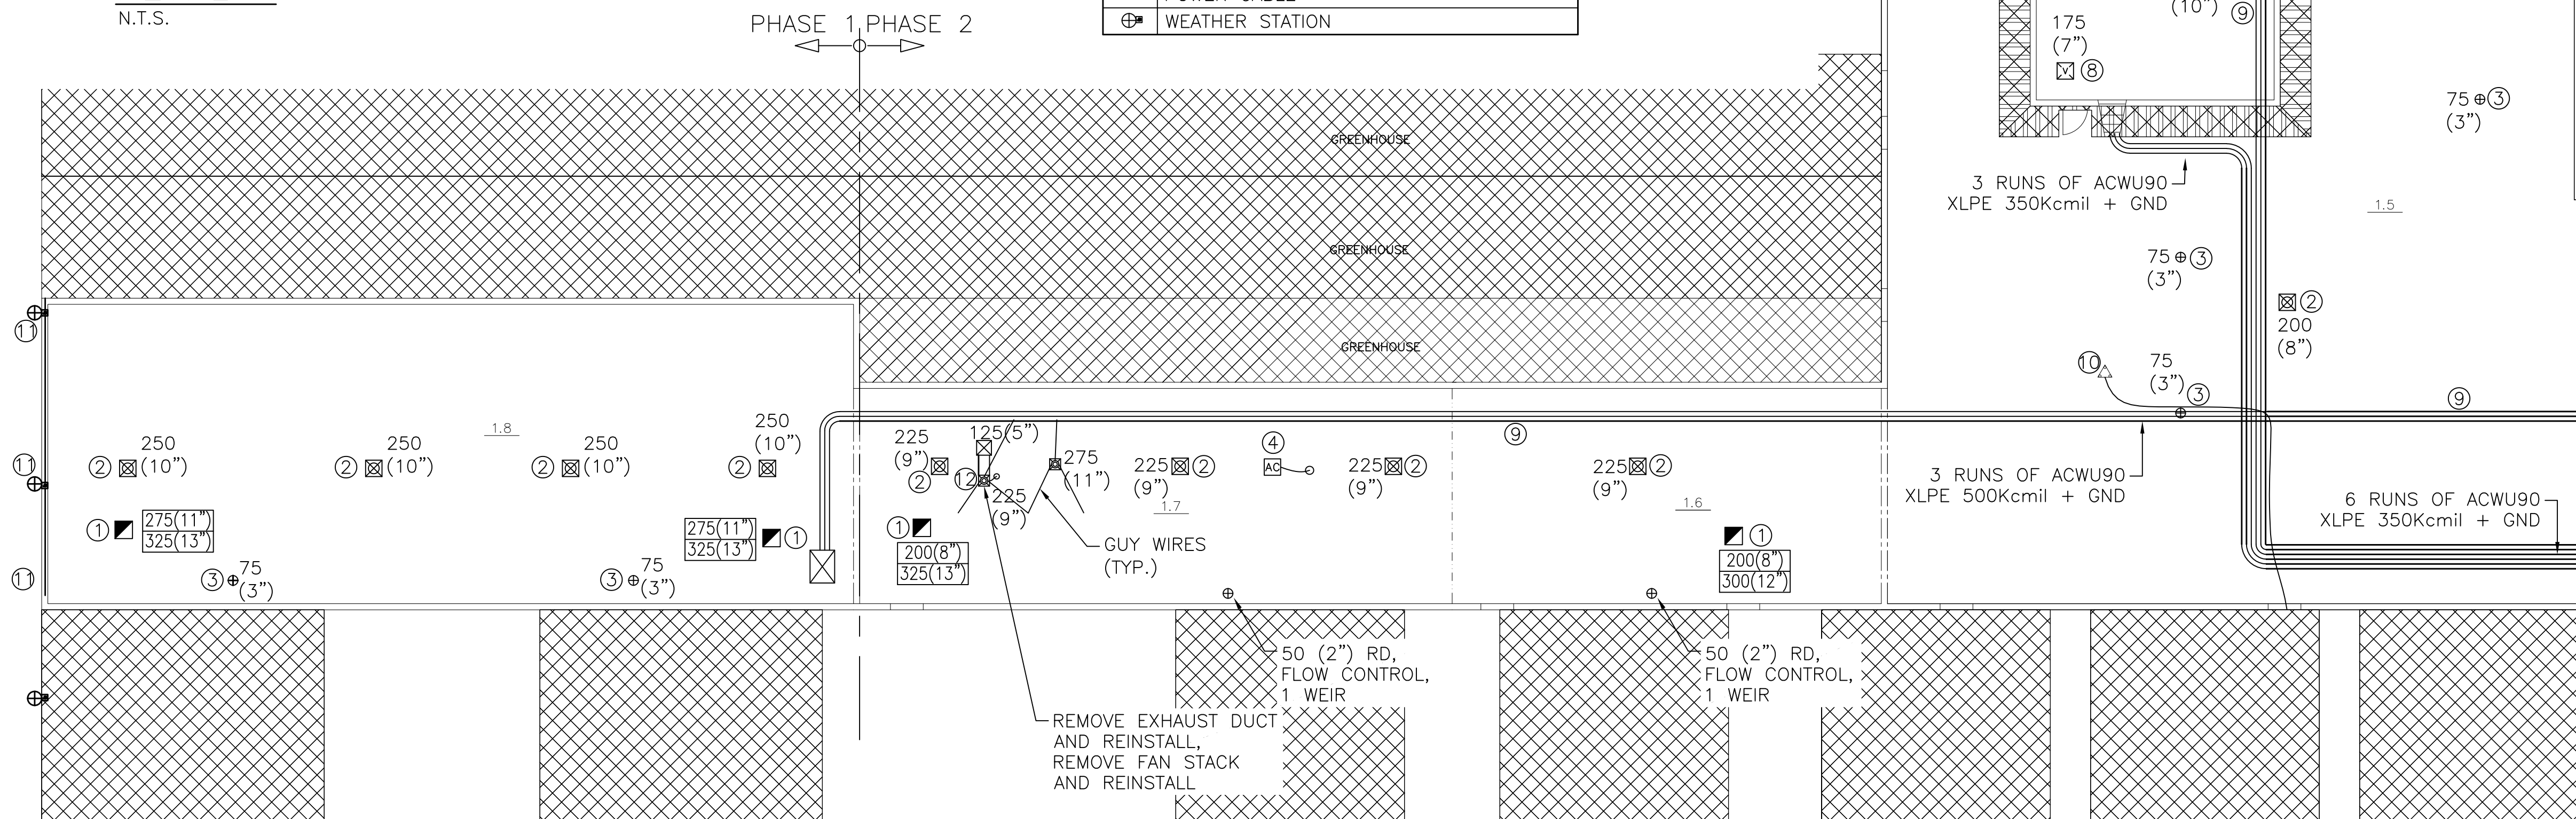 N.T.S.
PHASE 1 PHASE 2
POWER CABLE
WEATHER STATION
(10")
9
175
(7")
V 8
75 3
(3")
GREENHOUSE
GREENHOUSE
GREENHOUSE
3 RUNS OF ACWU90
XLPE 350Kcmil + GND
1.5
75 3
(3")
2
200
(8")
10
75
(3")
3
9
9
3 RUNS OF ACWU90
XLPE 500Kcmil + GND
6 RUNS OF ACWU90
XLPE 350Kcmil + GND
11
11
11
1.8
2 250
(10")
2 250
(10")
2 250
(10")
250
(10")
2
1 275(11")
325(13")
275(11")
325(13")
1
3 75
(3")
3 75
(3")
225
(9")
2
125(5")
12
225
(9")
275
(11")
225 2
(9")
1.7
4
AC
225 2
(9")
225 2
(9")
1.6
1
200(8")
325(13")
GUY WIRES
(TYP.)
1
200(8")
300(12")
50 (2") RD,
FLOW CONTROL,
1 WEIR
50 (2") RD,
FLOW CONTROL,
1 WEIR
REMOVE EXHAUST DUCT
AND REINSTALL,
REMOVE FAN STACK
AND REINSTALL